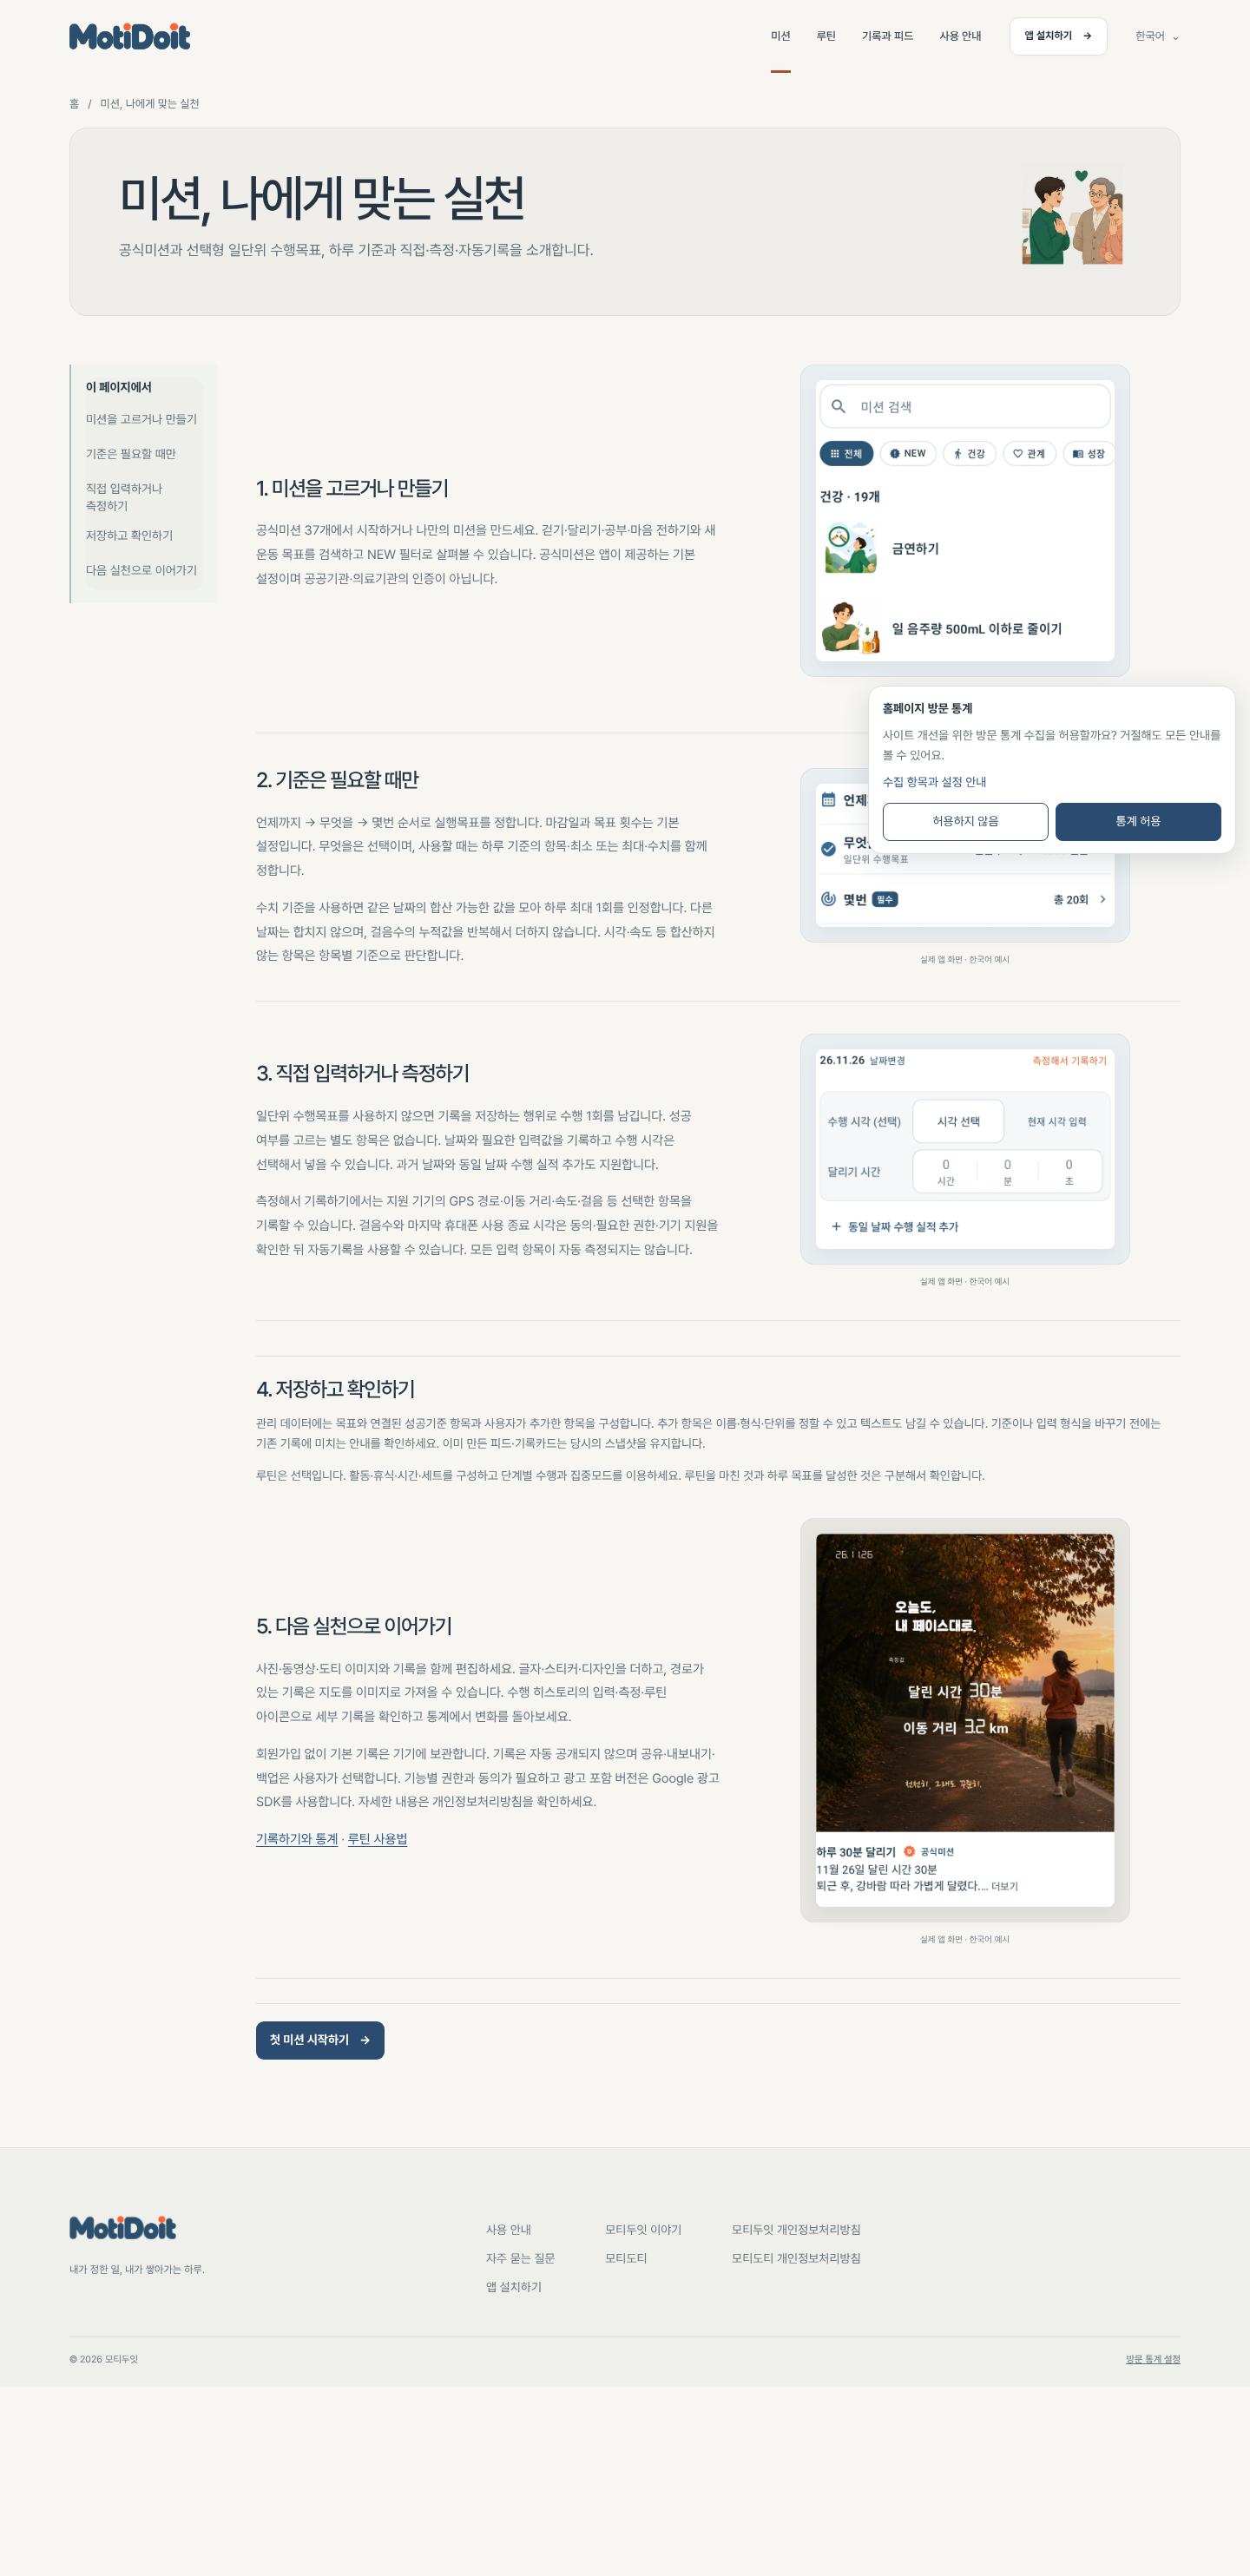 MotiDoit
미션
루틴
기록과 피드
사용 안내
앱 설치하기 →
한국어
홈 / 미션, 나에게 맞는 실천
미션, 나에게 맞는 실천
공식미션과 선택형 일단위 수행목표, 하루 기준과 직접·측정·자동기록을 소개합니다.
이 페이지에서
미션을 고르거나 만들기
기준은 필요할 때만
직접 입력하거나
측정하기
저장하고 확인하기
다음 실천으로 이어가기
1. 미션을 고르거나 만들기
공식미션 37개에서 시작하거나 나만의 미션을 만드세요. 걷기·달리기·공부·마음 전하기와 새
운동 목표를 검색하고 NEW 필터로 살펴볼 수 있습니다. 공식미션은 앱이 제공하는 기본
설정이며 공공기관·의료기관의 인증이 아닙니다.
미션 검색
전체
NEW
건강
관계
성장
건강 · 19개
금연하기
일 음주량 500mL 이하로 줄이기
홈페이지 방문 통계
사이트 개선을 위한 방문 통계 수집을 허용할까요? 거절해도 모든 안내를
볼 수 있어요.
수집 항목과 설정 안내
허용하지 않음
통계 허용
2. 기준은 필요할 때만
언제까지 → 무엇을 → 몇번 순서로 실행목표를 정합니다. 마감일과 목표 횟수는 기본
설정입니다. 무엇을은 선택이며, 사용할 때는 하루 기준의 항목·최소 또는 최대·수치를 함께
정합니다.
수치 기준을 사용하면 같은 날짜의 합산 가능한 값을 모아 하루 최대 1회를 인정합니다. 다른
날짜는 합치지 않으며, 걸음수의 누적값을 반복해서 더하지 않습니다. 시각·속도 등 합산하지
않는 항목은 항목별 기준으로 판단합니다.
일단위 수행목표
몇번 필수
총 20회
실제 앱 화면 · 한국어 예시
3. 직접 입력하거나 측정하기
일단위 수행목표를 사용하지 않으면 기록을 저장하는 행위로 수행 1회를 남깁니다. 성공
여부를 고르는 별도 항목은 없습니다. 날짜와 필요한 입력값을 기록하고 수행 시각은
선택해서 넣을 수 있습니다. 과거 날짜와 동일 날짜 수행 실적 추가도 지원합니다.
측정해서 기록하기에서는 지원 기기의 GPS 경로·이동 거리·속도·걸음 등 선택한 항목을
기록할 수 있습니다. 걸음수와 마지막 휴대폰 사용 종료 시각은 동의·필요한 권한·기기 지원을
확인한 뒤 자동기록을 사용할 수 있습니다. 모든 입력 항목이 자동 측정되지는 않습니다.
26.11.26 날짜변경
측정해서 기록하기
수행 시각 (선택)
시각 선택
현재 시각 입력
달리기 시간
0 0 0
시간 분 초
+ 동일 날짜 수행 실적 추가
실제 앱 화면 · 한국어 예시
4. 저장하고 확인하기
관리 데이터에는 목표와 연결된 성공기준 항목과 사용자가 추가한 항목을 구성합니다. 추가 항목은 이름·형식·단위를 정할 수 있고 텍스트도 남길 수 있습니다. 기준이나 입력 형식을 바꾸기 전에는
기존 기록에 미치는 안내를 확인하세요. 이미 만든 피드·기록카드는 당시의 스냅샷을 유지합니다.
루틴은 선택입니다. 활동·휴식·시간·세트를 구성하고 단계별 수행과 집중모드를 이용하세요. 루틴을 마친 것과 하루 목표를 달성한 것은 구분해서 확인합니다.
5. 다음 실천으로 이어가기
사진·동영상·도티 이미지와 기록을 함께 편집하세요. 글자·스티커·디자인을 더하고, 경로가
있는 기록은 지도를 이미지로 가져올 수 있습니다. 수행 히스토리의 입력·측정·루틴
아이콘으로 세부 기록을 확인하고 통계에서 변화를 돌아보세요.
회원가입 없이 기본 기록은 기기에 보관합니다. 기록은 자동 공개되지 않으며 공유·내보내기·
백업은 사용자가 선택합니다. 기능별 권한과 동의가 필요하고 광고 포함 버전은 Google 광고
SDK를 사용합니다. 자세한 내용은 개인정보처리방침을 확인하세요.
기록하기와 통계 · 루틴 사용법
26.11.26
오늘도,
내 페이스대로.
측정값
달린 시간 30분
이동 거리 3.2 km
천천히, 그래도 꾸준히.
하루 30분 달리기 공식미션
11월 26일 달린 시간 30분
퇴근 후, 강바람 따라 가볍게 달렸다.... 더보기
실제 앱 화면 · 한국어 예시
첫 미션 시작하기 →
MotiDoit
내가 정한 일, 내가 쌓아가는 하루.
사용 안내
자주 묻는 질문
앱 설치하기
모티두잇 이야기
모티도티
모티두잇 개인정보처리방침
모티도티 개인정보처리방침
© 2026 모티두잇
방문 통계 설정